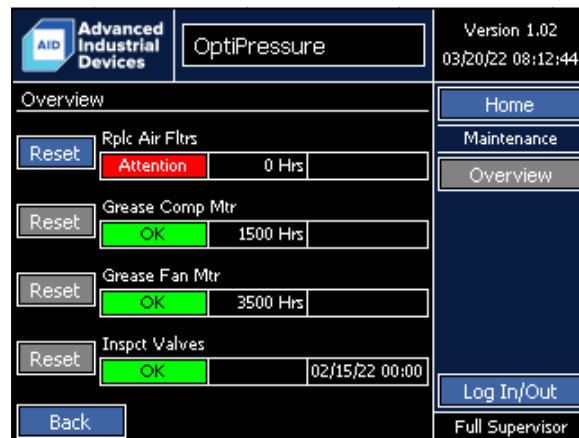 AID
Advanced
Industrial
Devices
OptiPressure
Version 1.02
03/20/22 08:12:44
Overview
Home
Maintenance
Overview
Reset
Rplc Air Fltrs
Attention 0 Hrs
Reset
Grease Comp Mtr
OK 1500 Hrs
Reset
Grease Fan Mtr
OK 3500 Hrs
Reset
Inspct Valves
OK 02/15/22 00:00
Log In/Out
Back
Full Supervisor